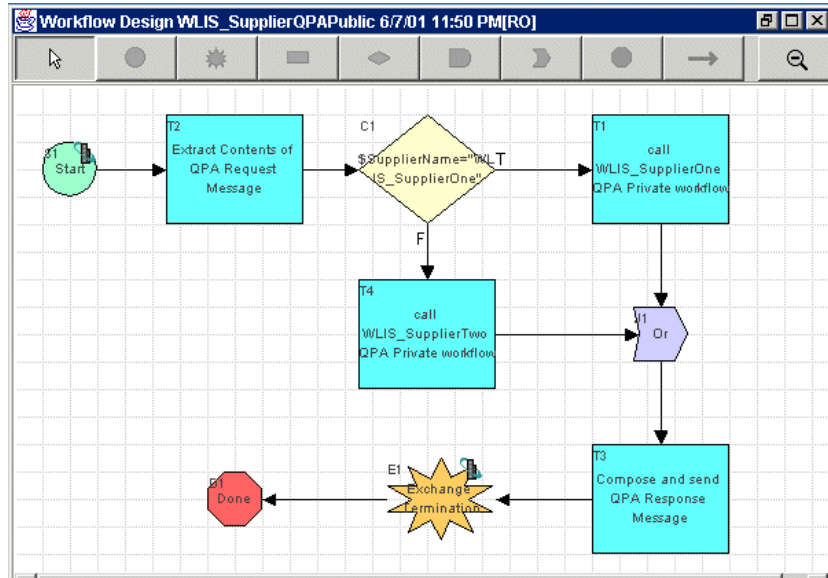 Workflow Design WLIS_SupplierQPAPublic 6/7/01 11:50 PM[RO]
S1
Start
T2
Extract Contents of
QPA Request
Message
C1
$SupplierName="WL
IS_SupplierOne"
T
F
T1
call
WLIS_SupplierOne
QPA Private workflow
T4
call
WLIS_SupplierTwo
QPA Private workflow
Or
T3
Compose and send
QPA Response
Message
E1
Exchange
Termination
Done